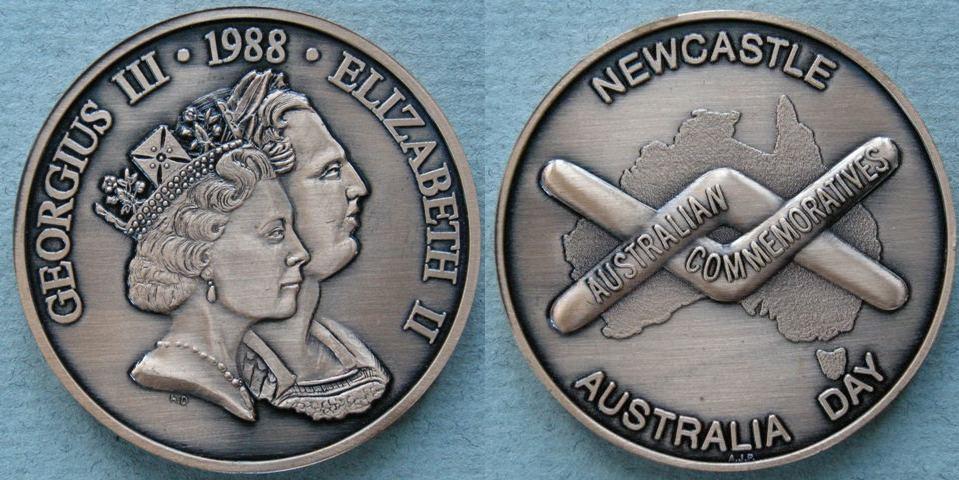 GEORGIUS III · 1988 · ELIZABETH II
NEWCASTLE
AUSTRALIAN
COMMEMORATIVES
AUSTRALIA DAY
A.J.P.